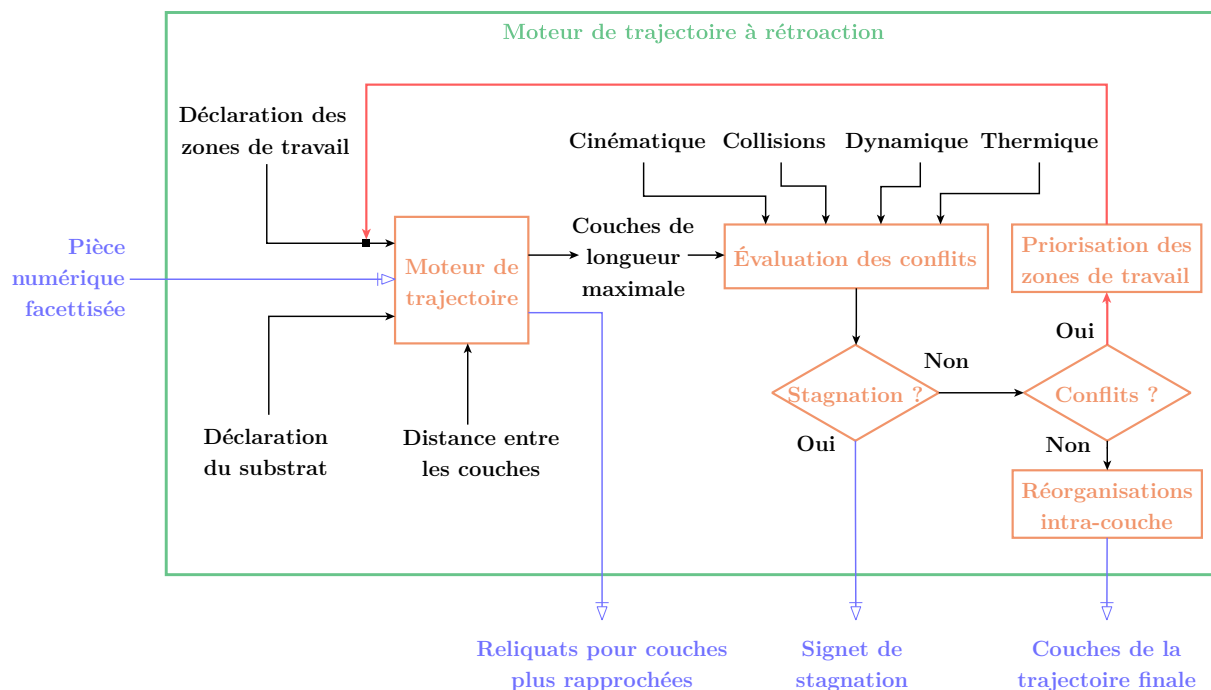 Moteur de trajectoire à rétroaction
Déclaration des
zones de travail
Cinématique
Collisions
Dynamique
Thermique
Pièce
numérique
facettisée
Moteur de
trajectoire
Couches de
longueur
maximale
Évaluation des conflits
Priorisation des
zones de travail
Oui
Non
Stagnation ?
Conflits ?
Oui
Non
Déclaration
du substrat
Distance entre
les couches
Réorganisations
intra-couche
Reliquats pour couches
plus rapprochées
Signet de
stagnation
Couches de la
trajectoire finale